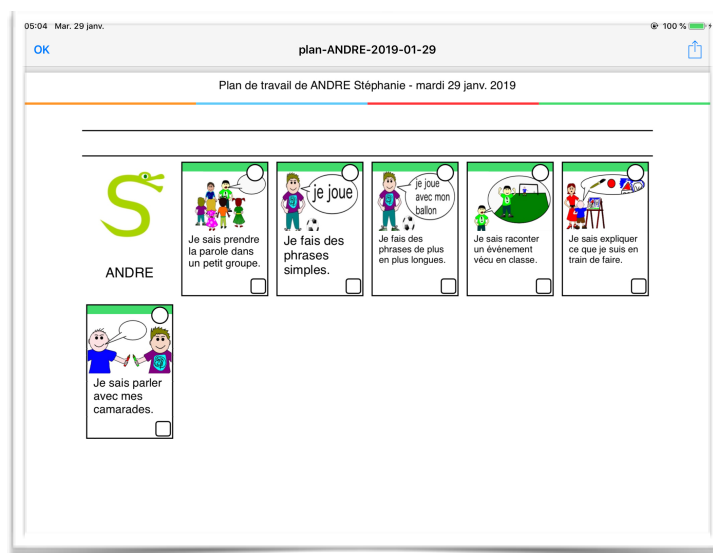 05:04 Mar. 29 janv.
100 %
OK
plan-ANDRE-2019-01-29
Plan de travail de ANDRE Stéphanie - mardi 29 janv. 2019
ANDRE
Je sais prendre
la parole dans
un petit groupe.
je joue
Je fais des
phrases
simples.
je joue
avec mon
ballon
Je fais des
phrases de plus
en plus longues.
Je sais raconter
un événement
vécu en classe.
Je sais expliquer
ce que je suis en
train de faire.
Je sais parler
avec mes
camarades.